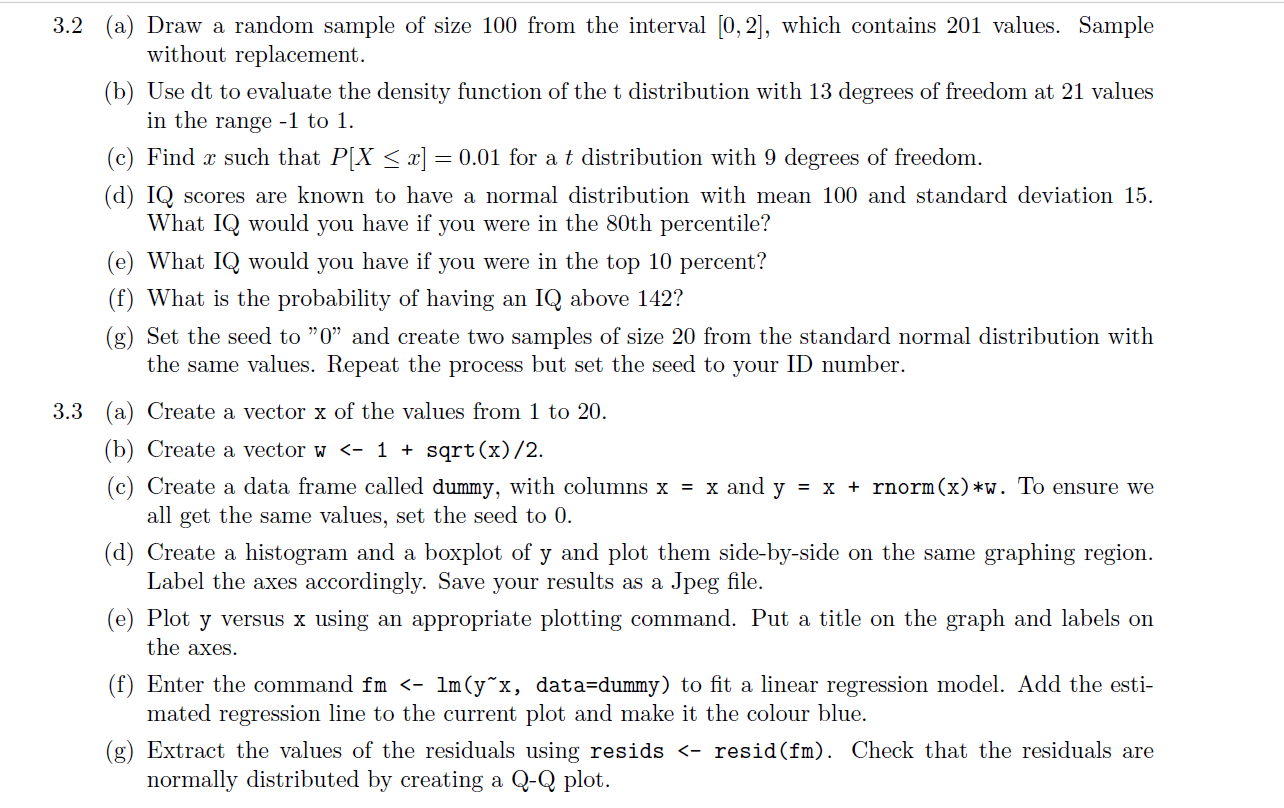 3.2 (a) Draw a random sample of size 100 from the interval [0, 2], which contains 201 values. Sample
without replacement.
(b) Use dt to evaluate the density function of the t distribution with 13 degrees of freedom at 21 values
in the range -1 to 1.
(c) Find x such that P[X ≤ x] = 0.01 for a t distribution with 9 degrees of freedom.
(d) IQ scores are known to have a normal distribution with mean 100 and standard deviation 15.
What IQ would you have if you were in the 80th percentile?
(e) What IQ would you have if you were in the top 10 percent?
(f) What is the probability of having an IQ above 142?
(g) Set the seed to ”0” and create two samples of size 20 from the standard normal distribution with
the same values. Repeat the process but set the seed to your ID number.
3.3 (a) Create a vector x of the values from 1 to 20.
(b) Create a vector w <- 1 + sqrt(x)/2.
(c) Create a data frame called dummy, with columns x = x and y = x + rnorm(x)*w. To ensure we
all get the same values, set the seed to 0.
(d) Create a histogram and a boxplot of y and plot them side-by-side on the same graphing region.
Label the axes accordingly. Save your results as a Jpeg file.
(e) Plot y versus x using an appropriate plotting command. Put a title on the graph and labels on
the axes.
(f) Enter the command fm <- lm(y~x, data=dummy) to fit a linear regression model. Add the esti-
mated regression line to the current plot and make it the colour blue.
(g) Extract the values of the residuals using resids <- resid(fm). Check that the residuals are
normally distributed by creating a Q-Q plot.